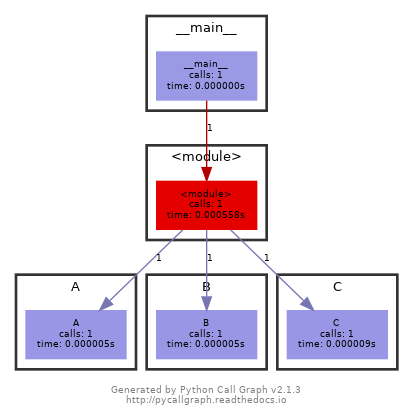 __main__
__main__
calls: 1
time: 0.000000s
1
<module>
<module>
calls: 1
time: 0.000558s
1
1
1
A
A
calls: 1
time: 0.000005s
B
B
calls: 1
time: 0.000005s
C
C
calls: 1
time: 0.000009s
Generated by Python Call Graph v2.1.3
http://pycallgraph.readthedocs.io